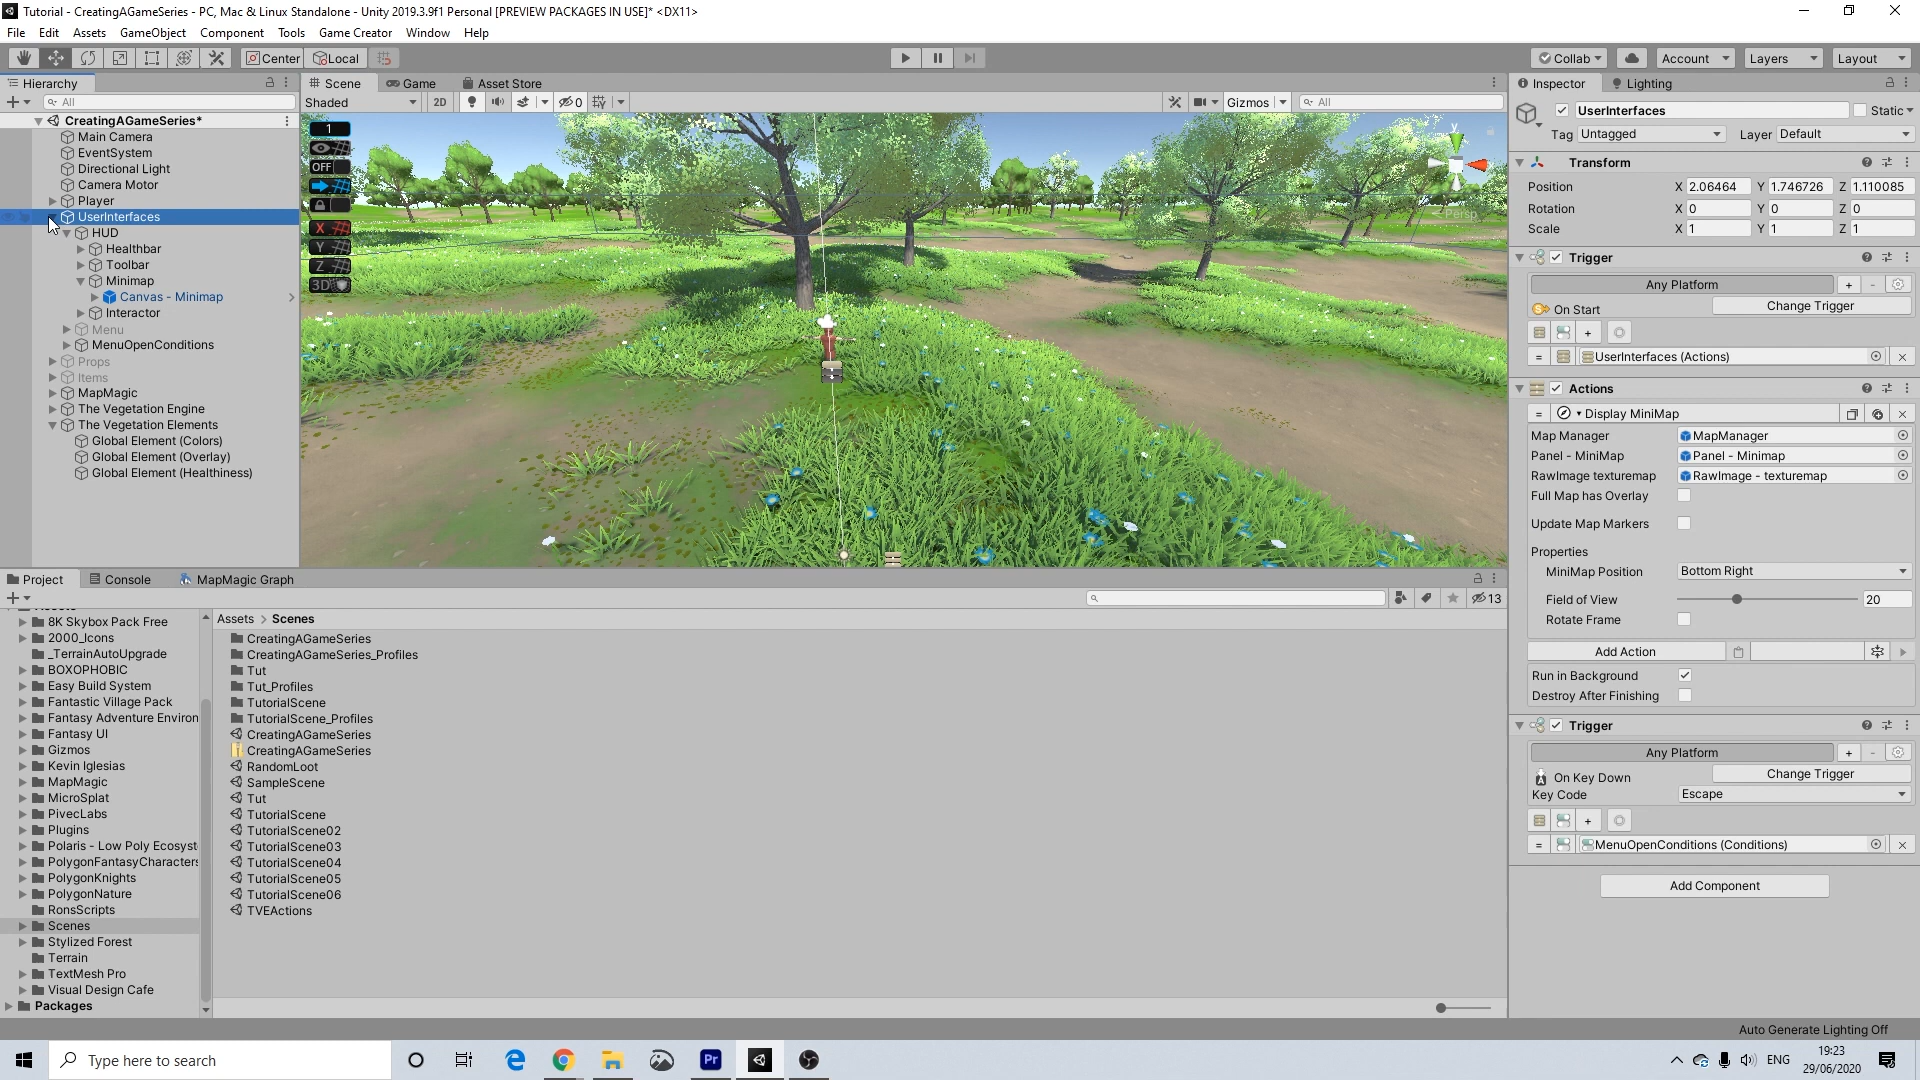 Tutorial - CreatingAGameSeries - PC, Mac & Linux Standalone - Unity 2019.3.9f1 Personal [PREVIEW PACKAGES IN USE]* <DX11>
File Edit Assets GameObject Component Tools Game Creator Window Help
Center Local Collab Account Layers Layout
Hierarchy
All
CreatingAGameSeries*
Main Camera
EventSystem
Directional Light
Camera Motor
Player
UserInterfaces
HUD
Healthbar
Toolbar
Minimap
Canvas - Minimap
Interactor
Menu
MenuOpenConditions
Props
Items
MapMagic
The Vegetation Engine
The Vegetation Elements
Global Element (Colors)
Global Element (Overlay)
Global Element (Healthiness)
Scene Game Asset Store
Shaded 2D 0 Gizmos All
1
OFF
X
Y
Z
3D
y
Persp
Inspector Lighting
UserInterfaces Static
Tag Untagged Layer Default
Transform
Position X 2.06464 Y 1.746726 Z 1.110085
Rotation X 0 Y 0 Z 0
Scale X 1 Y 1 Z 1
Trigger
Any Platform + -
On Start Change Trigger
+
= UserInterfaces (Actions)
Actions
= Display MiniMap
Map Manager MapManager
Panel - MiniMap Panel - Minimap
RawImage texturemap RawImage - texturemap
Full Map has Overlay
Update Map Markers
Properties
MiniMap Position Bottom Right
Field of View 20
Rotate Frame
Add Action
Run in Background
Destroy After Finishing
Trigger
Any Platform + -
On Key Down Change Trigger
Key Code Escape
+
= MenuOpenConditions (Conditions)
Add Component
Project Console MapMagic Graph
13
Assets
8K Skybox Pack Free
2000_Icons
_TerrainAutoUpgrade
BOXOPHOBIC
Easy Build System
Fantastic Village Pack
Fantasy Adventure Environ
Fantasy UI
Gizmos
Kevin Iglesias
MapMagic
MicroSplat
PivecLabs
Plugins
Polaris - Low Poly Ecosyst
PolygonFantasyCharacters
PolygonKnights
PolygonNature
RonsScripts
Scenes
Stylized Forest
Terrain
TextMesh Pro
Visual Design Cafe
Packages
Assets > Scenes
CreatingAGameSeries
CreatingAGameSeries_Profiles
Tut
Tut_Profiles
TutorialScene
TutorialScene_Profiles
CreatingAGameSeries
CreatingAGameSeries
RandomLoot
SampleScene
Tut
TutorialScene
TutorialScene02
TutorialScene03
TutorialScene04
TutorialScene05
TutorialScene06
TVEActions
Auto Generate Lighting Off
Type here to search
Pr
ENG
19:23
29/06/2020